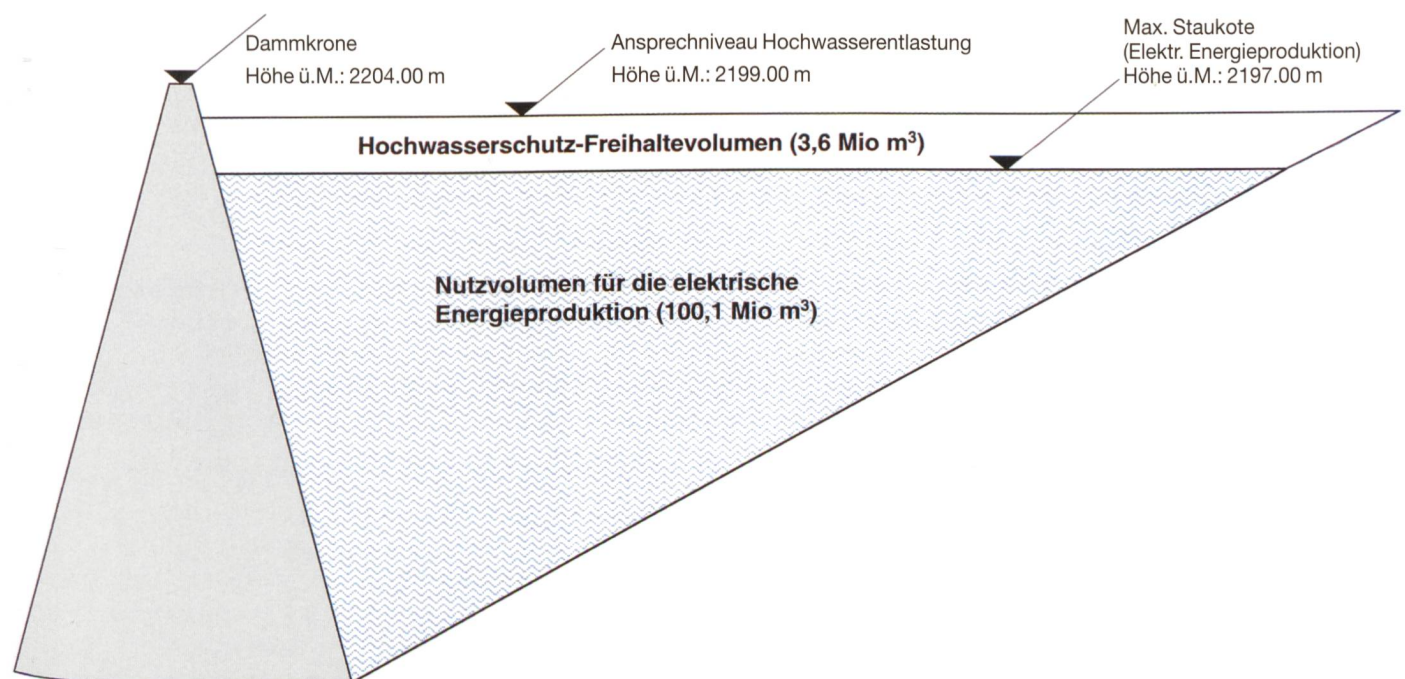 Dammkrone
Höhe ü.M.: 2204.00 m
Ansprechniveau Hochwasserentlastung
Höhe ü.M.: 2199.00 m
Max. Staukote
(Elektr. Energieproduktion)
Höhe ü.M.: 2197.00 m
Hochwasserschutz-Freihaltevolumen (3,6 Mio m³)
Nutzvolumen für die elektrische
Energieproduktion (100,1 Mio m³)